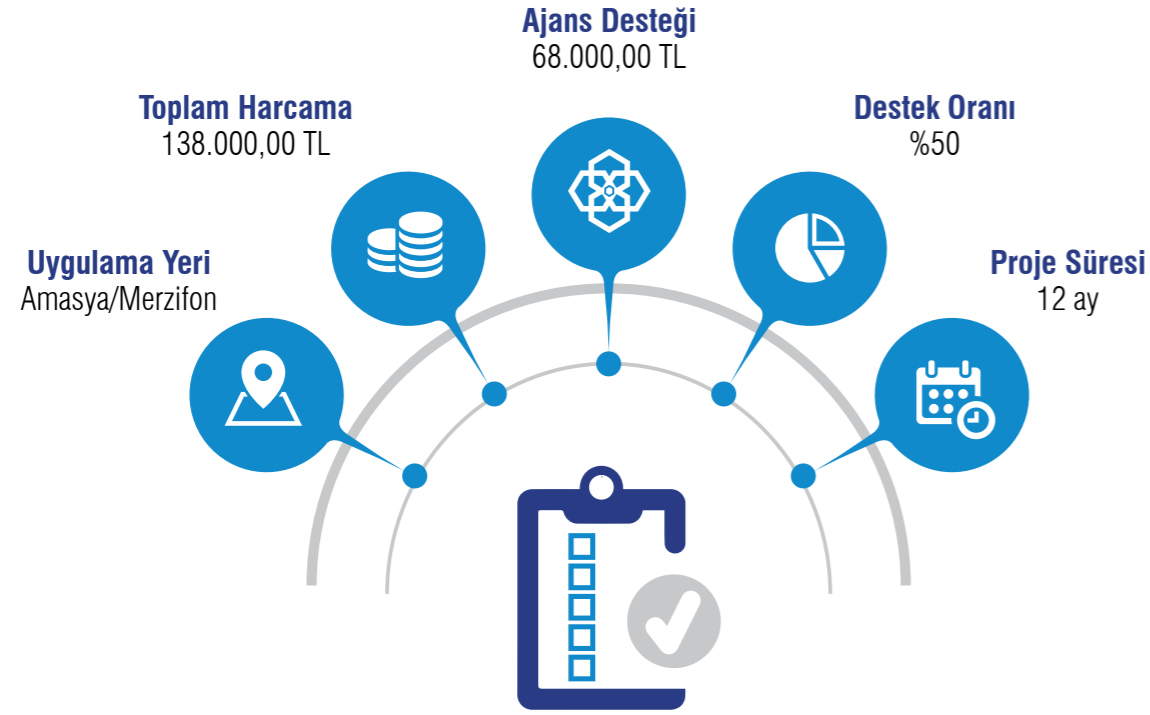 Ajans Desteği
68.000,00 TL
Toplam Harcama
138.000,00 TL
Destek Oranı
%50
Uygulama Yeri
Amasya/Merzifon
Proje Süresi
12 ay